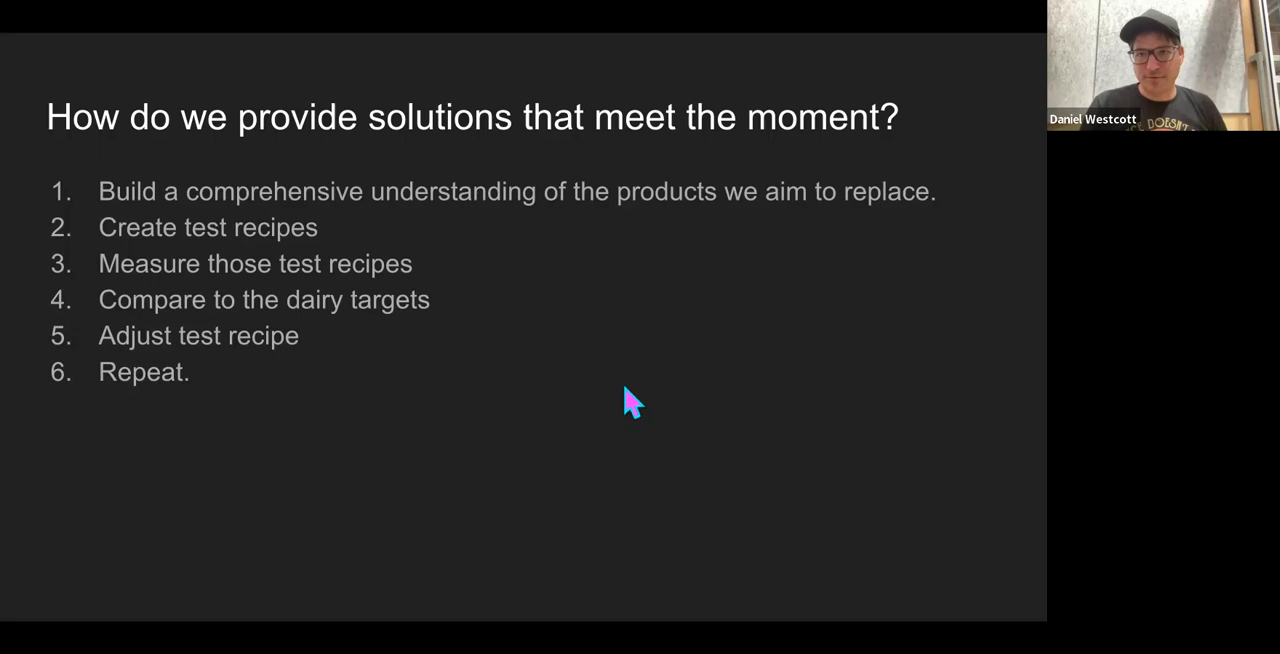 How do we provide solutions that meet the moment?
1. Build a comprehensive understanding of the products we aim to replace.
2. Create test recipes
3. Measure those test recipes
4. Compare to the dairy targets
5. Adjust test recipe
6. Repeat.
DOESN'T
Daniel Westcott